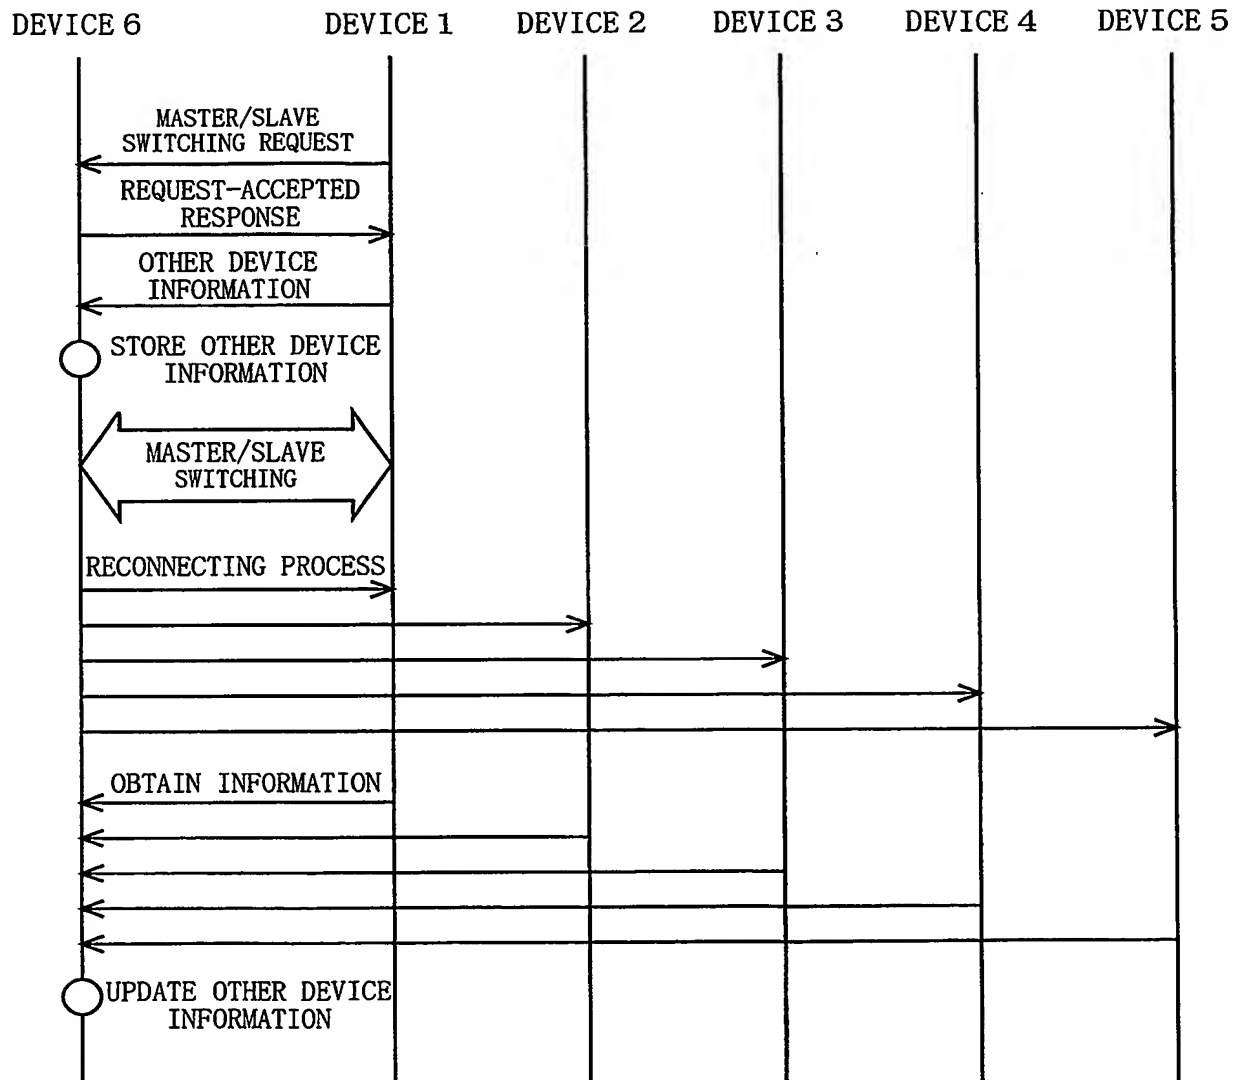 DEVICE 6 DEVICE 1 DEVICE 2 DEVICE 3 DEVICE 4 DEVICE 5
MASTER/SLAVE
SWITCHING REQUEST
REQUEST-ACCEPTED
RESPONSE
OTHER DEVICE
INFORMATION
STORE OTHER DEVICE
INFORMATION
MASTER/SLAVE
SWITCHING
RECONNECTING PROCESS
OBTAIN INFORMATION
UPDATE OTHER DEVICE
INFORMATION